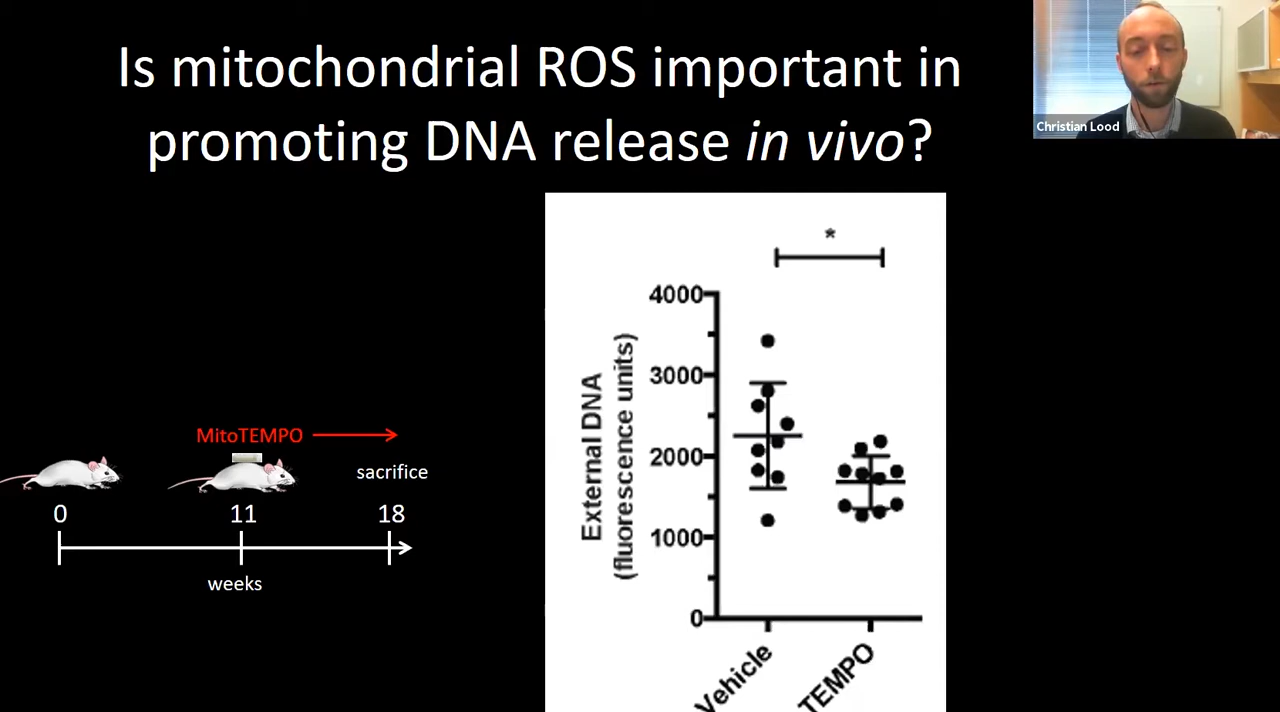 Is mitochondrial ROS important in
promoting DNA release in vivo?
Christian Lood
*
4000
3000
2000
1000
0
External DNA
(fluorescence units)
Vehicle
TEMPO
MitoTEMPO
sacrifice
0
11
18
weeks